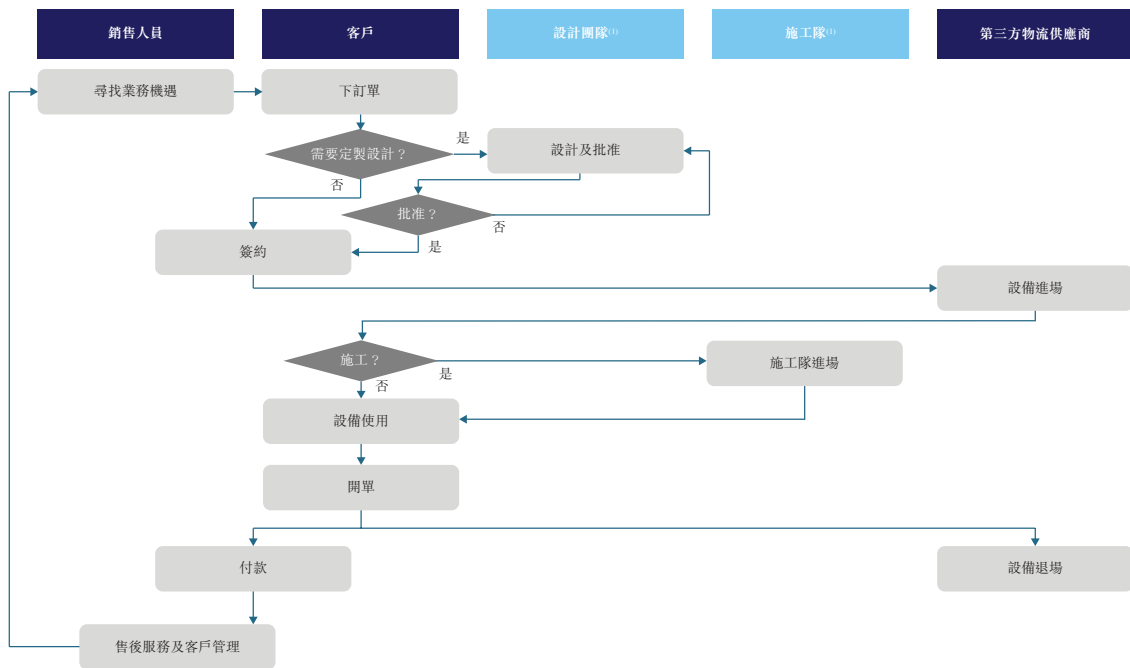 銷售人員
客戶
設計團隊(1)
施工隊(1)
第三方物流供應商
尋找業務機遇
下訂單
需要定製設計？
是
設計及批准
否
批准？
否
簽約
是
設備進場
施工？
是
施工隊進場
否
設備使用
開單
付款
設備退場
售後服務及客戶管理